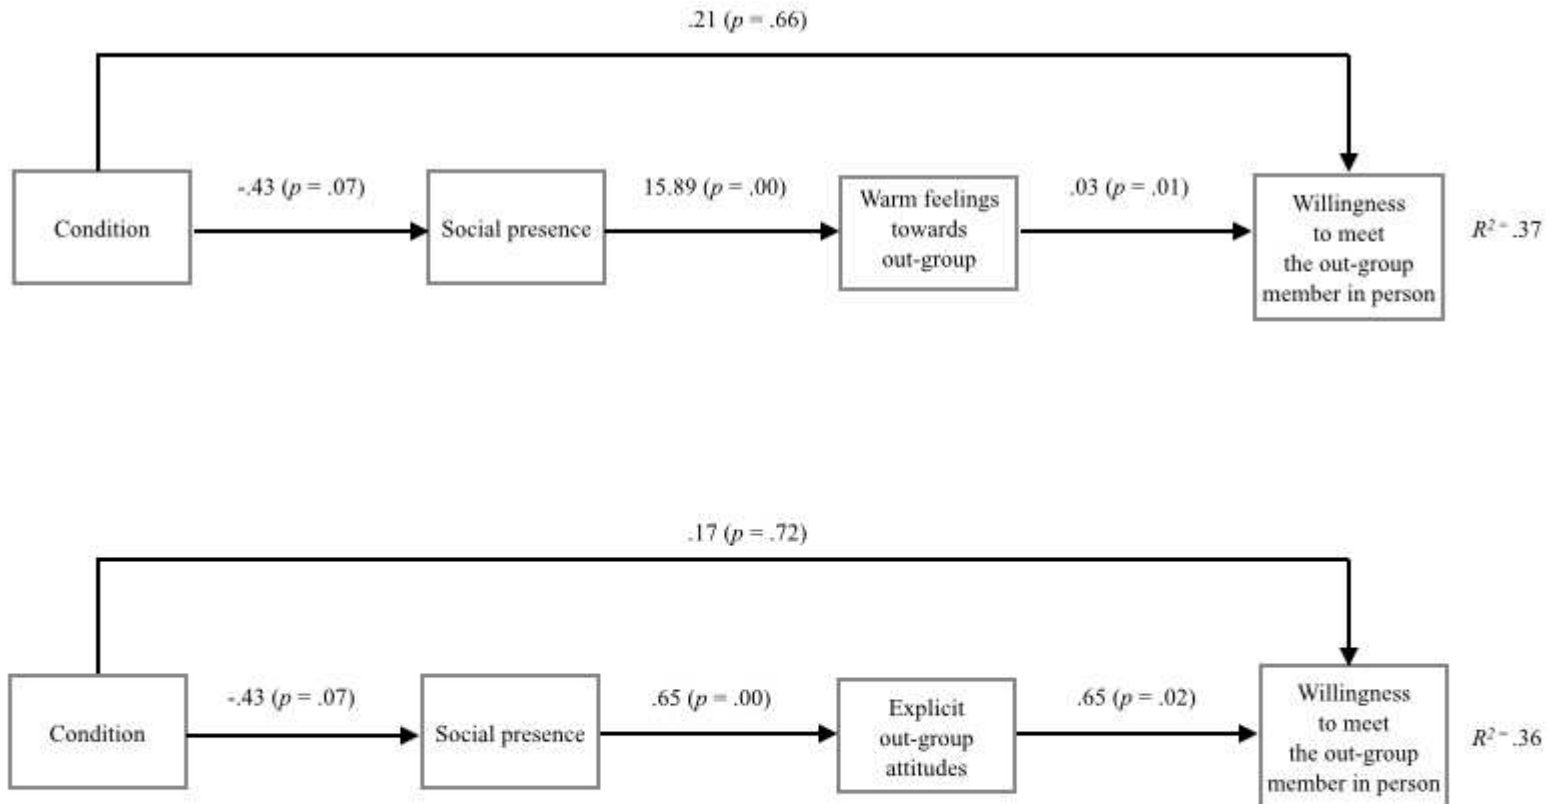 .21 (p = .66)
-.43 (p = .07)
15.89 (p = .00)
.03 (p = .01)
Condition
Social presence
Warm feelings
towards
out-group
Willingness
to meet
the out-group
member in person
R² = .37
.17 (p = .72)
-.43 (p = .07)
.65 (p = .00)
.65 (p = .02)
Condition
Social presence
Explicit
out-group
attitudes
Willingness
to meet
the out-group
member in person
R² = .36